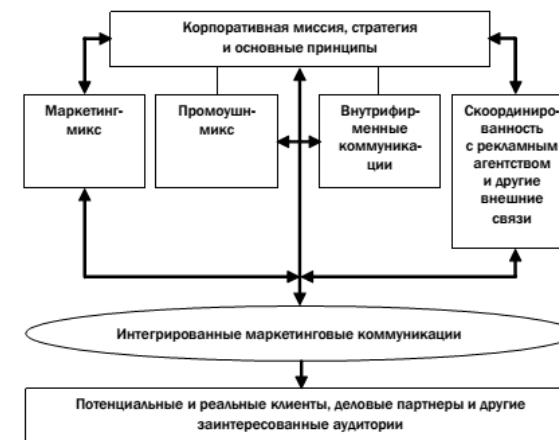 Корпоративная миссия, стратегия
и основные принципы
Маркетинг-
микс
Промоушн-
микс
Внутрифир-
менные
коммуника-
ции
Скоординиро-
ванность
с рекламным
агентством
и другие
внешние
связи
Интегрированные маркетинговые коммуникации
Потенциальные и реальные клиенты, деловые партнеры и другие
заинтересованные аудитории